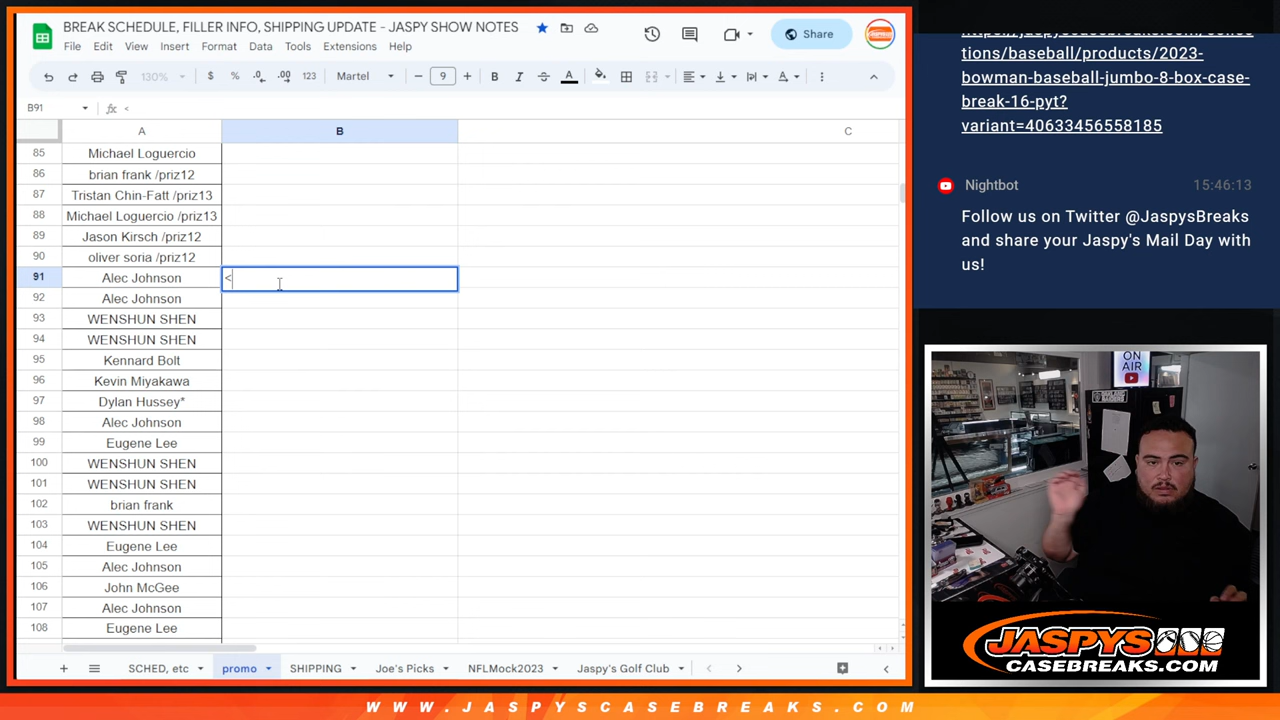 BREAK SCHEDULE, FILLER INFO, SHIPPING UPDATE - JASPY SHOW NOTES
Share
File Edit View Insert Format Data Tools Extensions Help
130% $ % .0 .00 123 Martel − 9 + B I A
B91 fx <
A B C
85 Michael Loguercio
86 brian frank /priz12
87 Tristan Chin-Fatt /priz13
88 Michael Loguercio /priz13
89 Jason Kirsch /priz12
90 oliver soria /priz12
91 Alec Johnson <
92 Alec Johnson
93 WENSHUN SHEN
94 WENSHUN SHEN
95 Kennard Bolt
96 Kevin Miyakawa
97 Dylan Hussey*
98 Alec Johnson
99 Eugene Lee
100 WENSHUN SHEN
101 WENSHUN SHEN
102 brian frank
103 WENSHUN SHEN
104 Eugene Lee
105 Alec Johnson
106 John McGee
107 Alec Johnson
108 Eugene Lee
SCHED, etc promo SHIPPING Joe's Picks NFLMock2023 Jaspy's Golf Club
tions/baseball/products/2023-
bowman-baseball-jumbo-8-box-case-
break-16-pyt?
variant=40633456558185
Nightbot 15:46:13
Follow us on Twitter @JaspysBreaks
and share your Jaspy's Mail Day with
us!
ON
AIR
JASPYS
CASEBREAKS.COM
WWW.JASPYSCASEBREAKS.COM